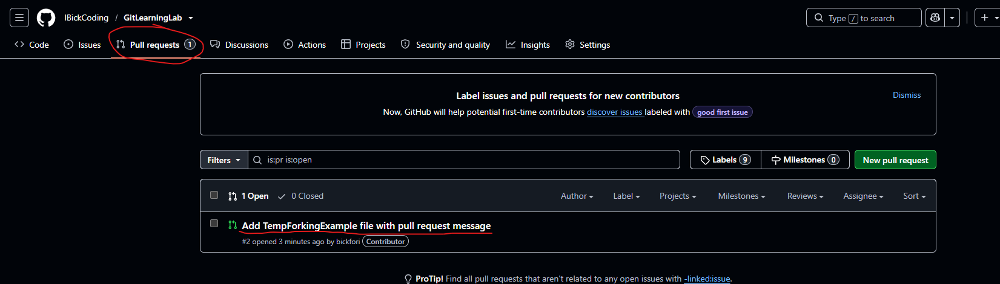 IBickCoding / GitLearningLab
Type / to search
Code Issues Pull requests 1 Discussions Actions Projects Security and quality Insights Settings
Label issues and pull requests for new contributors
Dismiss
Now, GitHub will help potential first-time contributors discover issues labeled with good first issue
Filters is:pr is:open Labels 9 Milestones 0 New pull request
1 Open 0 Closed Author Label Projects Milestones Reviews Assignee Sort
Add TempForkingExample file with pull request message
#2 opened 3 minutes ago by bickfori Contributor
ProTip! Find all pull requests that aren't related to any open issues with -linked:issue.